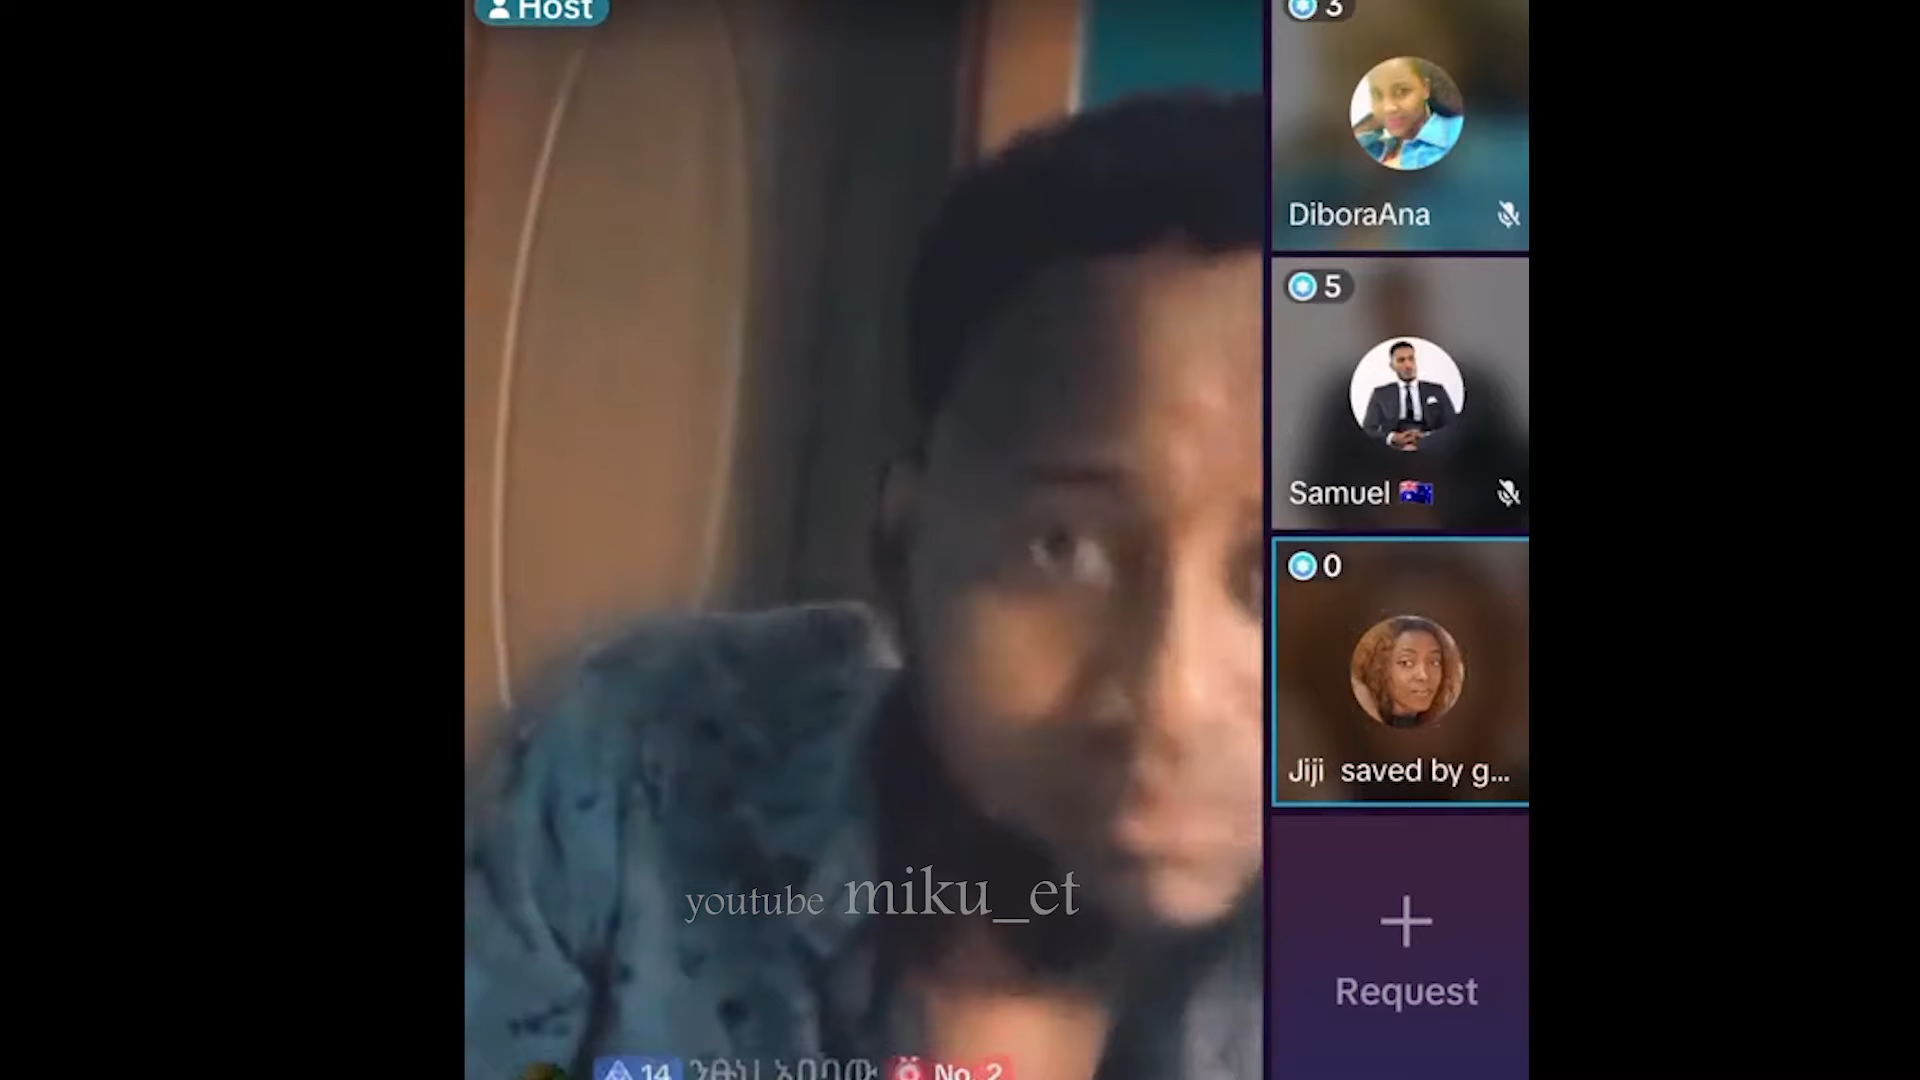 Host
3
DiboraAna
5
Samuel 🇦🇺
0
Jiji saved by g...
youtube miku_et
Request
14
No. 2